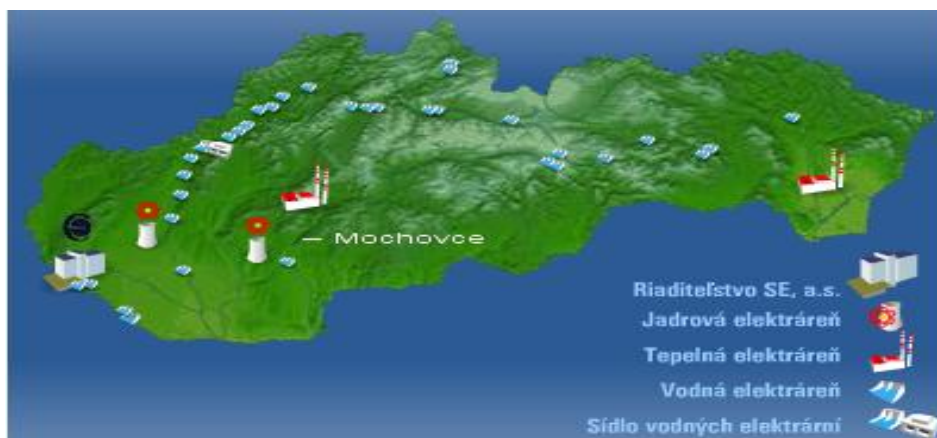 Mochovce
Riaditeľstvo SE, a.s.
Jadrová elektráreň
Tepelná elektráreň
Vodná elektráreň
Sídlo vodných elektrární